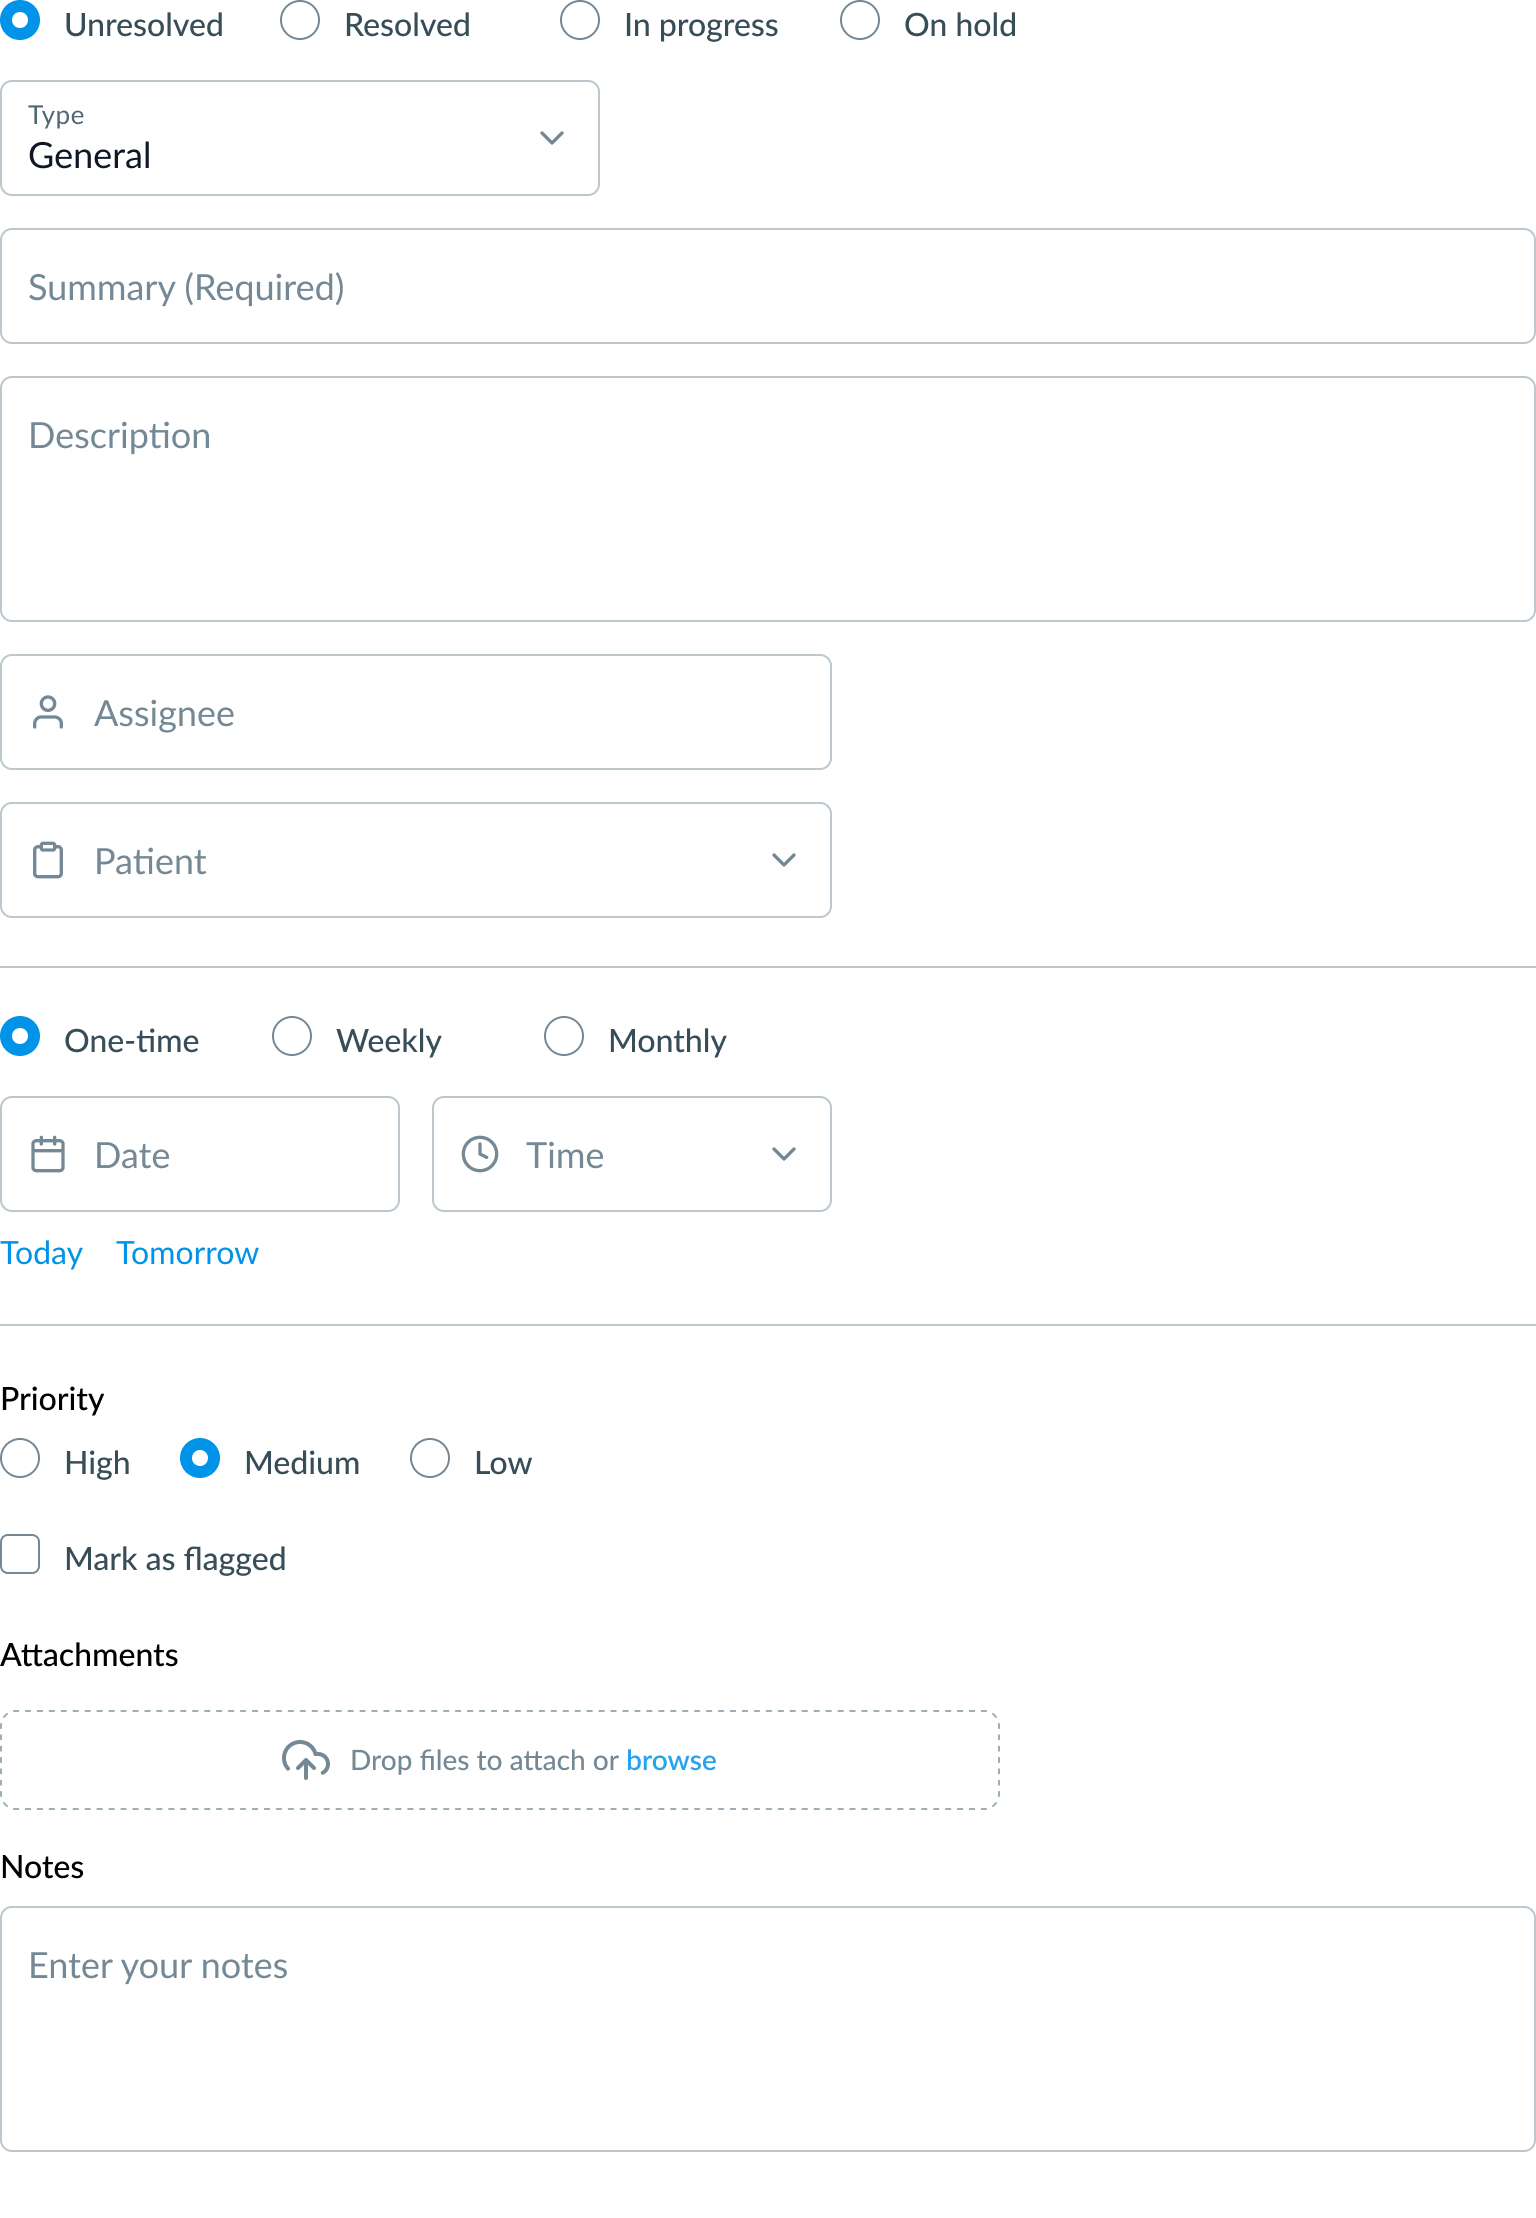 Unresolved Resolved In progress On hold
Type
General
Summary (Required)
Description
Assignee
Patient
One-time Weekly Monthly
Date Time
Today Tomorrow
Priority
High Medium Low
Mark as flagged
Attachments
Drop files to attach or browse
Notes
Enter your notes